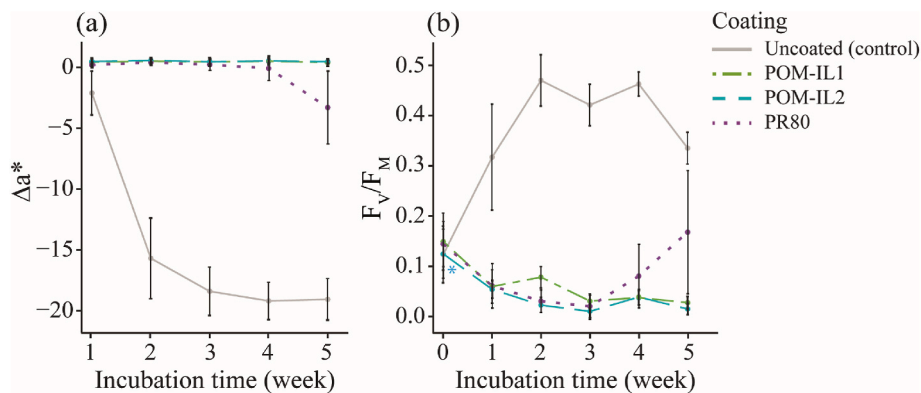 (a)
(b)
Coating
Uncoated (control)
POM-IL1
POM-IL2
PR80
Δa*
0
−5
−10
−15
−20
1 2 3 4 5
Incubation time (week)
F_V/F_M
0.5
0.4
0.3
0.2
0.1
0.0
*
0 1 2 3 4 5
Incubation time (week)